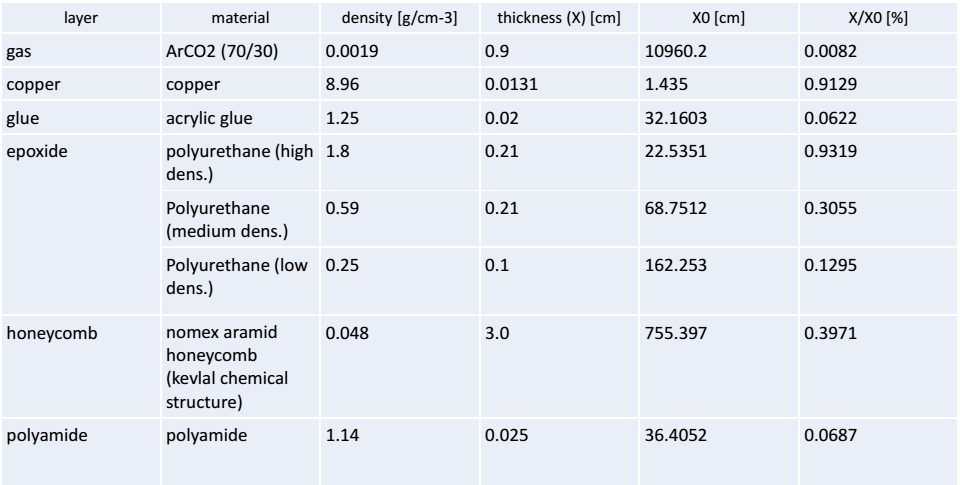 layer material density [g/cm-3] thickness (X) [cm] X0 [cm] X/X0 [%]
gas ArCO2 (70/30) 0.0019 0.9 10960.2 0.0082
copper copper 8.96 0.0131 1.435 0.9129
glue acrylic glue 1.25 0.02 32.1603 0.0622
epoxide polyurethane (high 1.8 0.21 22.5351 0.9319
dens.)
Polyurethane 0.59 0.21 68.7512 0.3055
(medium dens.)
Polyurethane (low 0.25 0.1 162.253 0.1295
dens.)
honeycomb nomex aramid 0.048 3.0 755.397 0.3971
honeycomb
(kevlal chemical
structure)
polyamide polyamide 1.14 0.025 36.4052 0.0687